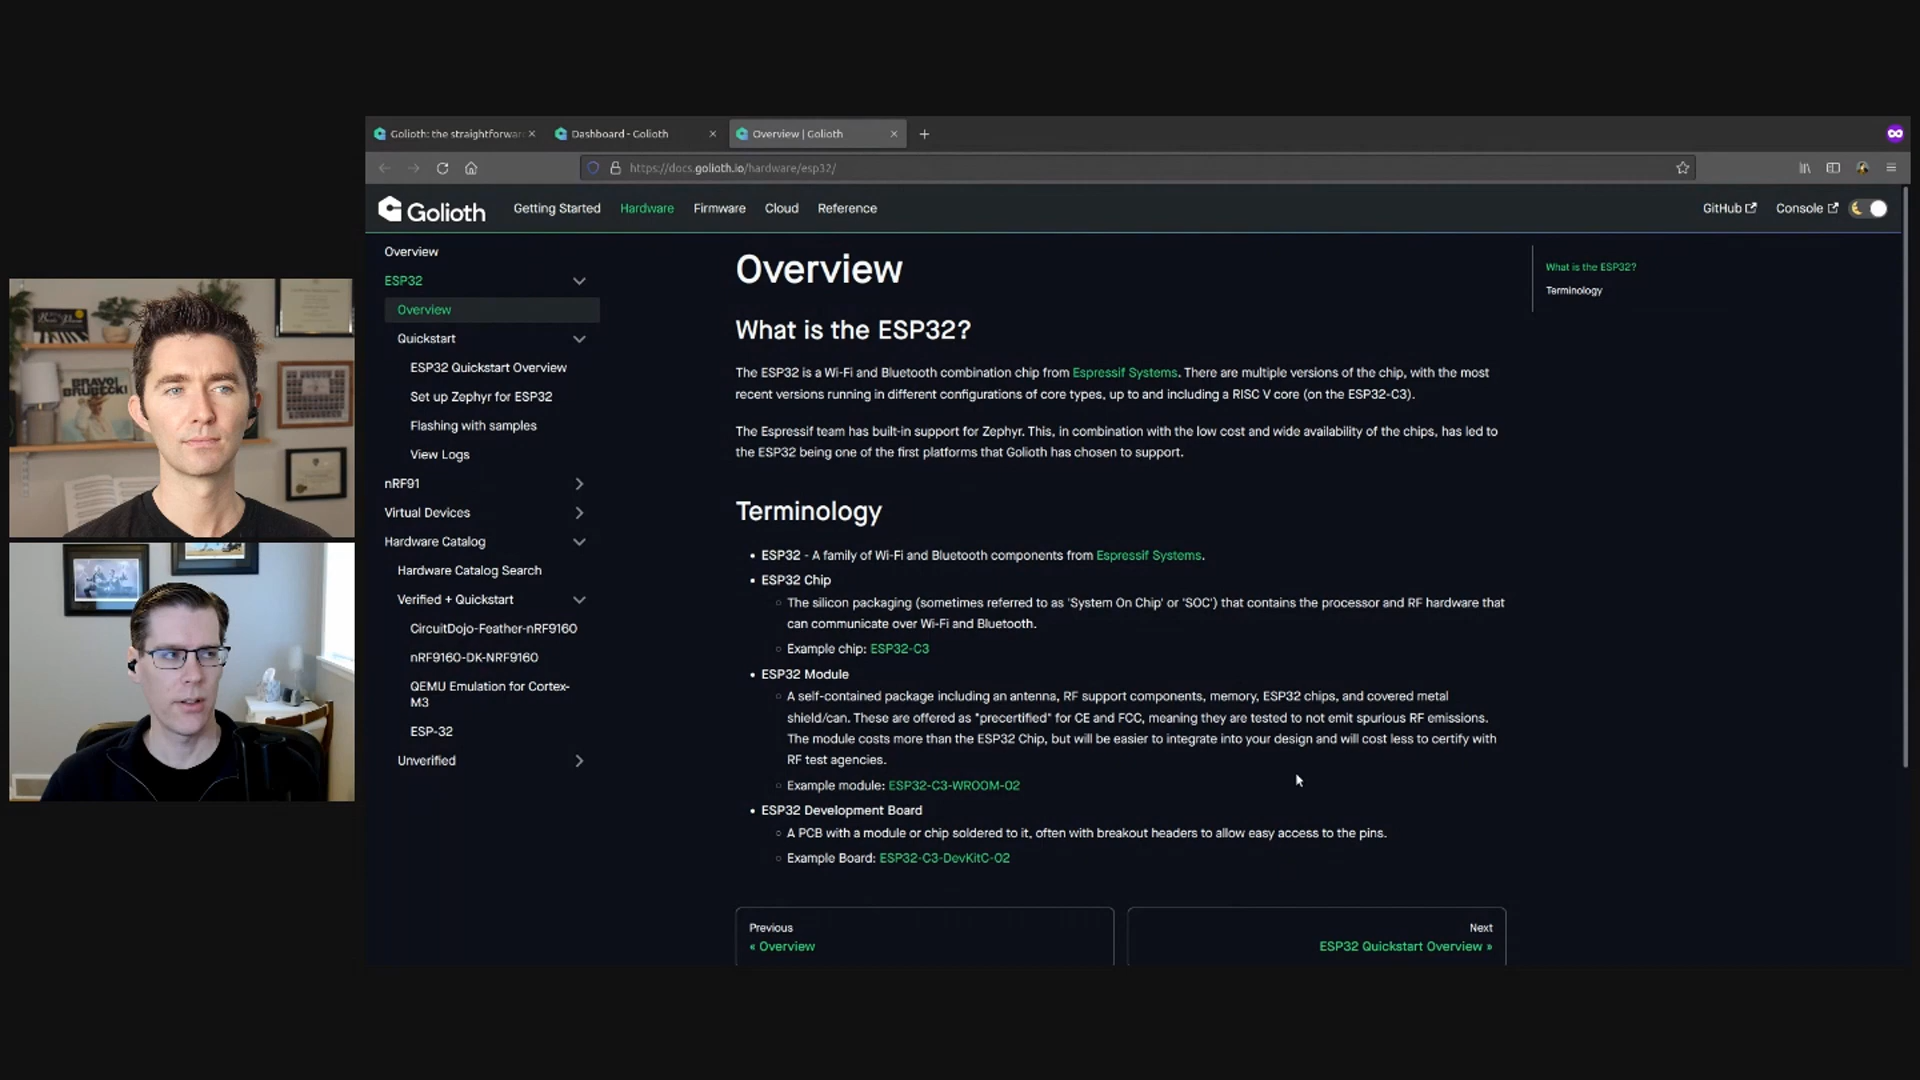 Golioth: the straightforwar
Dashboard - Golioth
Overview | Golioth
https://docs.golioth.io/hardware/esp32/
Golioth
Getting Started
Hardware
Firmware
Cloud
Reference
GitHub
Console
Overview
ESP32
Overview
Quickstart
ESP32 Quickstart Overview
Set up Zephyr for ESP32
Flashing with samples
View Logs
nRF91
Virtual Devices
Hardware Catalog
Hardware Catalog Search
Verified + Quickstart
CircuitDojo-Feather-nRF9160
nRF9160-DK-NRF9160
QEMU Emulation for Cortex-
M3
ESP-32
Unverified
Overview
What is the ESP32?
The ESP32 is a Wi-Fi and Bluetooth combination chip from Espressif Systems. There are multiple versions of the chip, with the most
recent versions running in different configurations of core types, up to and including a RISC V core (on the ESP32-C3).
The Espressif team has built-in support for Zephyr. This, in combination with the low cost and wide availability of the chips, has led to
the ESP32 being one of the first platforms that Golioth has chosen to support.
Terminology
• ESP32 - A family of Wi-Fi and Bluetooth components from Espressif Systems.
• ESP32 Chip
○ The silicon packaging (sometimes referred to as 'System On Chip' or 'SOC') that contains the processor and RF hardware that
can communicate over Wi-Fi and Bluetooth.
○ Example chip: ESP32-C3
• ESP32 Module
○ A self-contained package including an antenna, RF support components, memory, ESP32 chips, and covered metal
shield/can. These are offered as "precertified" for CE and FCC, meaning they are tested to not emit spurious RF emissions.
The module costs more than the ESP32 Chip, but will be easier to integrate into your design and will cost less to certify with
RF test agencies.
○ Example module: ESP32-C3-WROOM-02
• ESP32 Development Board
○ A PCB with a module or chip soldered to it, often with breakout headers to allow easy access to the pins.
○ Example Board: ESP32-C3-DevKitC-02
Previous
« Overview
Next
ESP32 Quickstart Overview »
What is the ESP32?
Terminology
BRAVO!
BRUBECK!